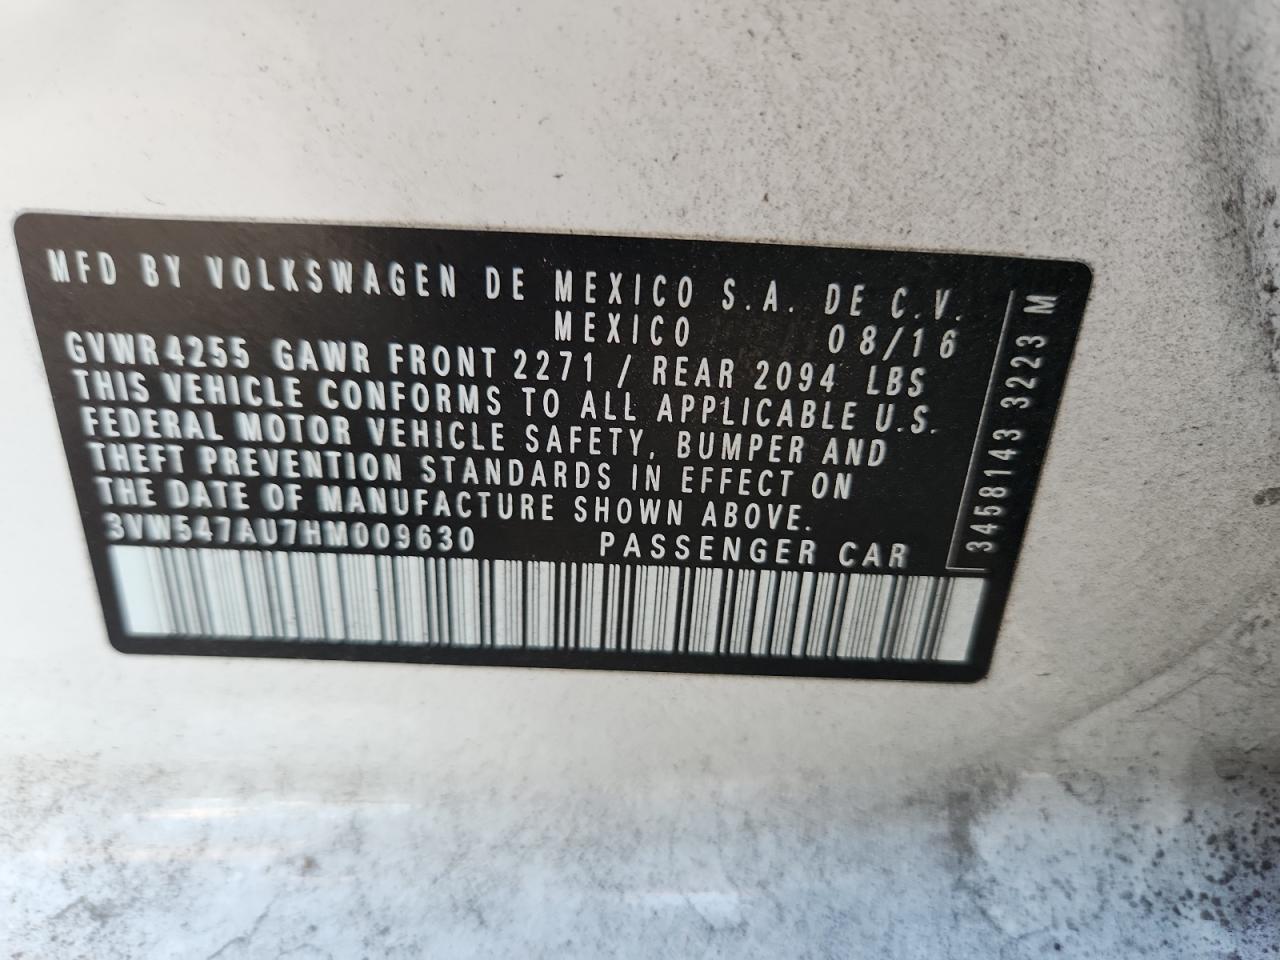 MFD BY VOLKSWAGEN DE MEXICO S.A. DE C.V.
MEXICO 08/16
GVWR4255 GAWR FRONT 2271 / REAR 2094 LBS
THIS VEHICLE CONFORMS TO ALL APPLICABLE U.S.
FEDERAL MOTOR VEHICLE SAFETY, BUMPER AND
THEFT PREVENTION STANDARDS IN EFFECT ON
THE DATE OF MANUFACTURE SHOWN ABOVE.
3VW547AU7HM009630 PASSENGER CAR
3458143 3223 M